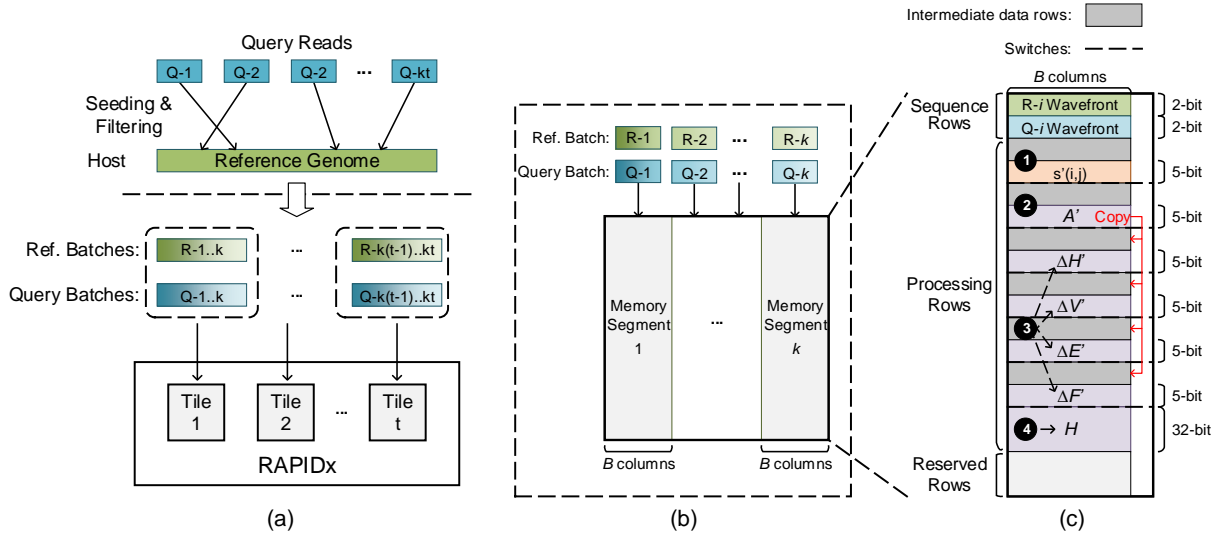 Query Reads
Q-1 Q-2 Q-2 ... Q-kt
Seeding &
Filtering
Host
Reference Genome
Ref. Batches:
R-1..k ... R-k(t-1)..kt
Query Batches:
Q-1..k ... Q-k(t-1)..kt
Tile
1
Tile
2
...
Tile
t
RAPIDx
(a)
Ref. Batch:
R-1 R-2 ... R-k
Query Batch:
Q-1 Q-2 ... Q-k
Memory
Segment
1
...
Memory
Segment
k
B columns
B columns
(b)
Intermediate data rows:
Switches:
B columns
Sequence
Rows
R-i Wavefront
2-bit
Q-i Wavefront
2-bit
1
s'(i,j)
5-bit
2
A'
Copy
5-bit
Processing
Rows
ΔH'
5-bit
ΔV'
5-bit
3
ΔE'
5-bit
ΔF'
5-bit
4 → H
32-bit
Reserved
Rows
(c)